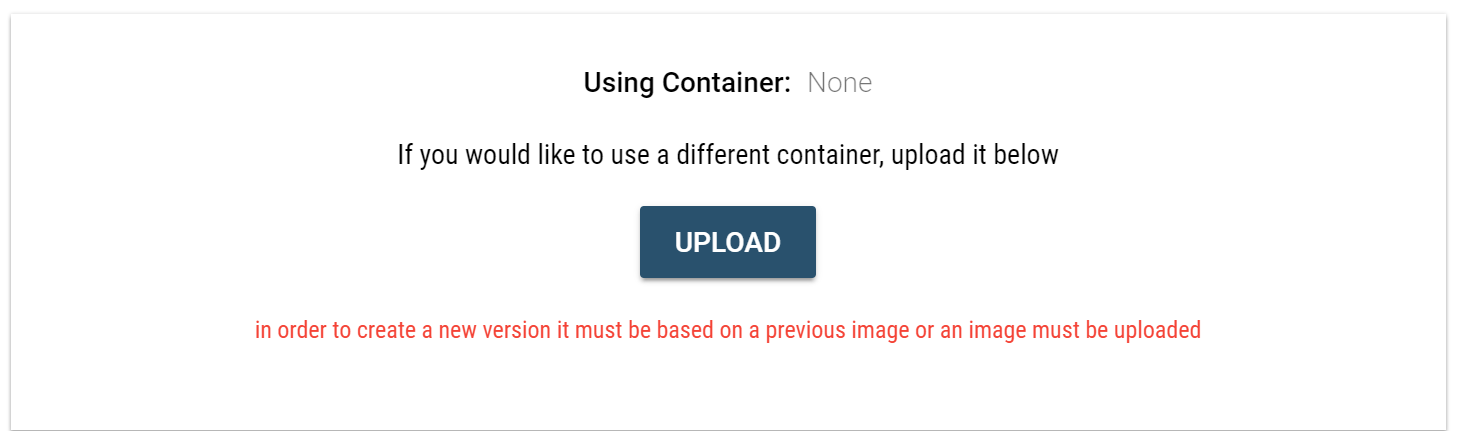 Using Container: None
If you would like to use a different container, upload it below
UPLOAD
in order to create a new version it must be based on a previous image or an image must be uploaded